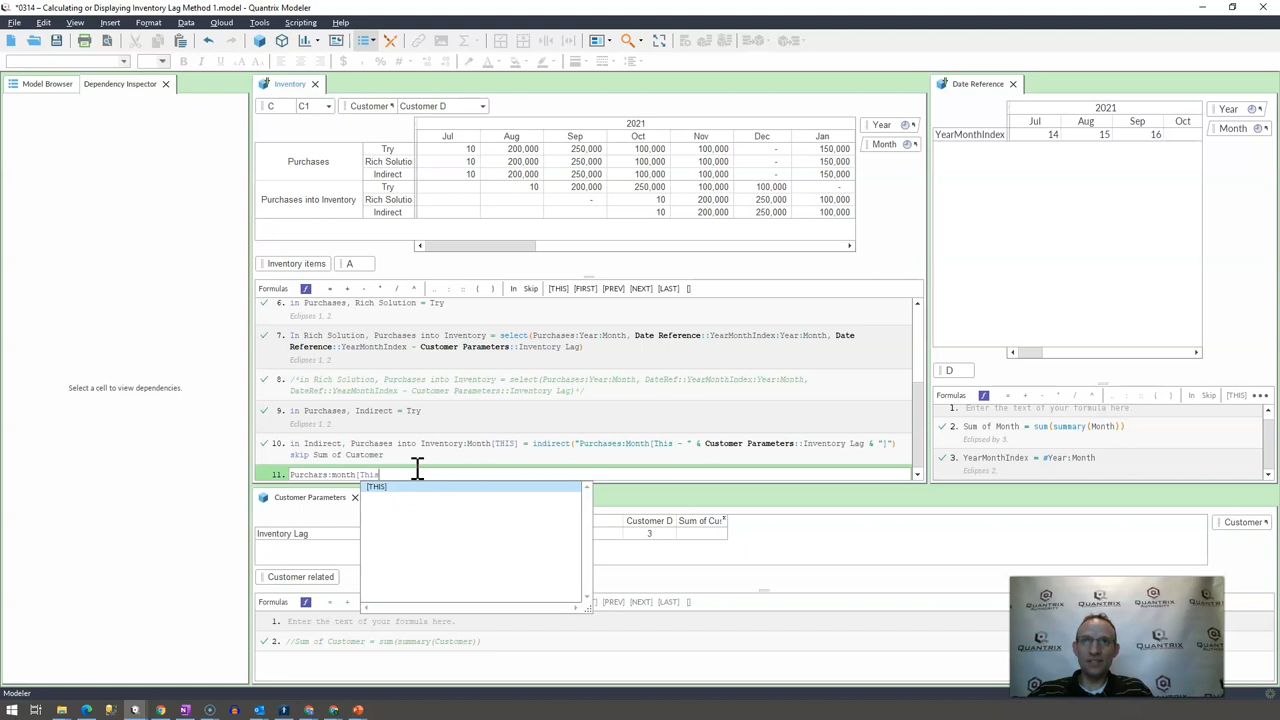 *0314 – Calculating or Displaying Inventory Lag Method 1.model - Quantrix Modeler
File Edit View Insert Format Data Tools Scripting Help
Model Browser Dependency Inspector
Select a cell to view dependencies.
Inventory
C C1 Customer Customer D
2021
Jul Aug Sep Oct Nov Dec Jan
Year
Month
Purchases Try 10 200,000 250,000 100,000 100,000 - 150,000
Rich Solutio 10 200,000 250,000 100,000 100,000 - 150,000
Indirect 10 200,000 250,000 100,000 100,000 - 150,000
Purchases into Inventory Try 10 200,000 250,000 100,000 100,000 -
Rich Solutio - 10 200,000 250,000 100,000
Indirect 10 200,000 250,000 100,000
Inventory items A
Formulas f = + - * / ^ .. : :: { } In Skip [THIS] [FIRST] [PREV] [NEXT] [LAST] []
6. in Purchases, Rich Solution = Try
Eclipses 1, 2.
7. In Rich Solution, Purchases into Inventory = select(Purchases:Year:Month, Date Reference::YearMonthIndex:Year:Month, Date
Reference::YearMonthIndex - Customer Parameters::Inventory Lag)
Eclipses 1, 2.
8. /*in Rich Solution, Purchases into Inventory = select(Purchases:Year:Month, DateRef::YearMonthIndex:Year:Month,
DateRef::YearMonthIndex - Customer Parameters::Inventory Lag)*/
9. in Purchases, Indirect = Try
Eclipses 1, 2.
10. in Indirect, Purchases into Inventory:Month[THIS] = indirect("Purchases:Month[This - " & Customer Parameters::Inventory Lag & "]")
skip Sum of Customer
11. Purchars:month[This
[THIS]
Date Reference
2021
Jul Aug Sep Oct
YearMonthIndex 14 15 16
Year
Month
D
Formulas f = + - * / ^ .. : :: { } In Skip [THIS]
1. Enter the text of your formula here.
2. Sum of Month = sum(summary(Month))
Eclipsed by 3.
3. YearMonthIndex = #Year:Month
Eclipses 2.
Customer Parameters
Customer D Sum of Cu
Inventory Lag 3
Customer
Customer related
Formulas f = + [THIS] [FIRST] [PREV] [NEXT] [LAST] []
1. Enter the text of your formula here.
2. //Sum of Customer = sum(summary(Customer))
QUANTRIX
AUTHORITY
Modeler